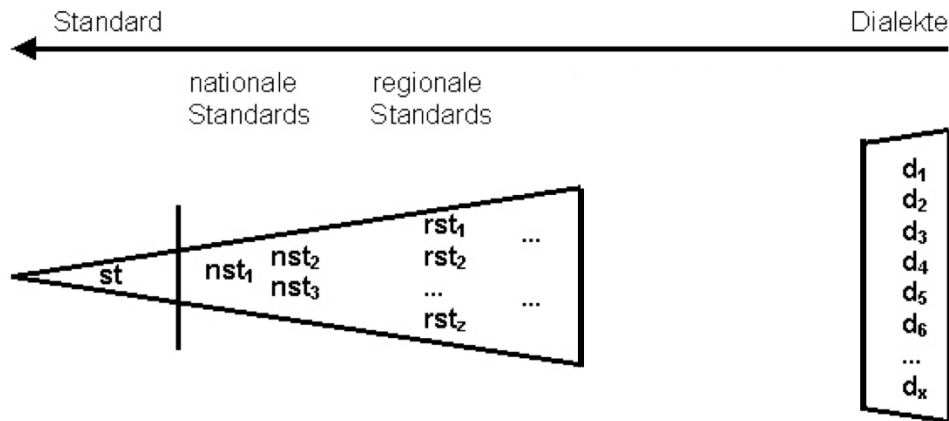 Standard Dialekte
nationale regionale
Standards Standards
st
nst₁
nst₂
nst₃
rst₁
rst₂
...
rst_z
...
...
d₁
d₂
d₃
d₄
d₅
d₆
...
dₓ